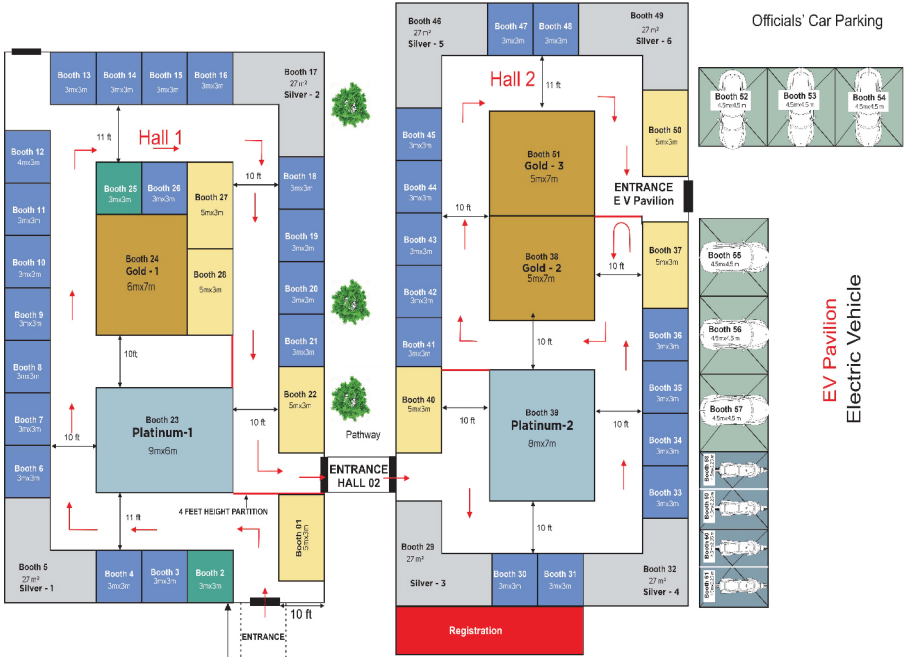 Officials' Car Parking
Booth 13
3mx3m
Booth 14
3mx3m
Booth 15
3mx3m
Booth 16
3mx3m
Booth 17
27 m²
Silver - 2
11 ft
Hall 1
Booth 12
4mx3m
Booth 11
3mx3m
Booth 10
3mx3m
Booth 9
3mx3m
Booth 8
3mx3m
Booth 7
3mx3m
Booth 6
3mx3m
Booth 5
27 m²
Silver - 1
Booth 25
3mx3m
Booth 26
3mx3m
Booth 27
5mx3m
Booth 24
Gold - 1
6mx7m
Booth 28
5mx3m
10 ft
Booth 18
3mx3m
Booth 19
3mx3m
Booth 20
3mx3m
Booth 21
3mx3m
Booth 22
5mx3m
10ft
Booth 23
Platinum-1
9mx6m
10 ft
10 ft
11 ft
4 FEET HEIGHT PARTITION
Booth 01
5mx3m
Booth 4
3mx3m
Booth 3
3mx3m
Booth 2
3mx3m
10 ft
ENTRANCE
Pathway
ENTRANCE
HALL 02
Booth 46
27 m²
Silver - 5
Booth 47
3mx3m
Booth 48
3mx3m
Booth 49
27 m²
Silver - 6
Hall 2
11 ft
Booth 45
3mx3m
Booth 44
3mx3m
Booth 43
3mx3m
Booth 42
3mx3m
Booth 41
3mx3m
Booth 40
5mx3m
Booth 51
Gold - 3
5mx7m
Booth 38
Gold - 2
5mx7m
10 ft
10 ft
10 ft
Booth 50
5mx3m
ENTRANCE
E V Pavilion
Booth 37
5mx3m
Booth 36
3mx3m
Booth 35
3mx3m
Booth 34
3mx3m
Booth 33
3mx3m
Booth 39
Platinum-2
8mx7m
10 ft
10 ft
10 ft
Booth 29
27 m²
Silver - 3
Booth 30
3mx3m
Booth 31
3mx3m
Booth 32
27 m²
Silver - 4
Registration
Booth 52
4.5mx4.5 m
Booth 53
4.5mx4.5 m
Booth 54
4.5mx4.5 m
Booth 55
4.5mx4.5 m
Booth 56
4.5mx4.5 m
Booth 57
4.5mx4.5 m
EV Pavilion
Electric Vehicle